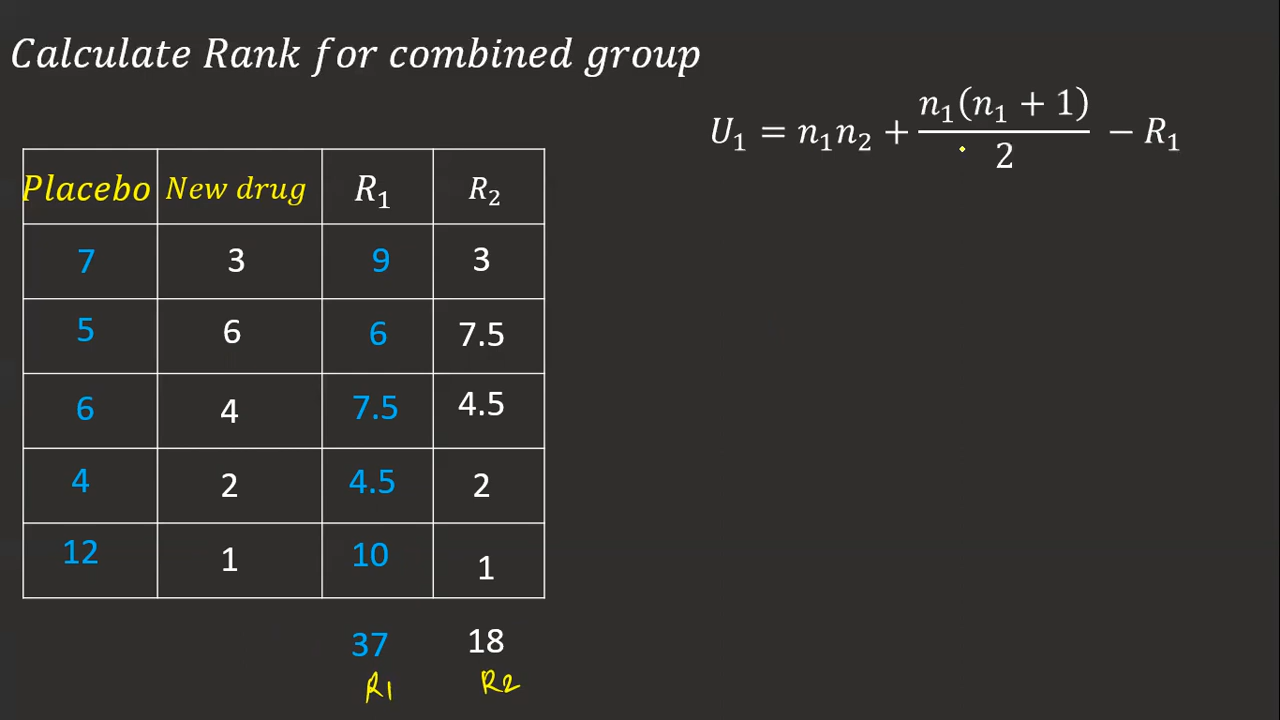 Calculate Rank for combined group
U₁ = n₁n₂ + n₁(n₁ + 1)/2 − R₁
Placebo New drug R₁ R₂
7 3 9 3
5 6 6 7.5
6 4 7.5 4.5
4 2 4.5 2
12 1 10 1
37 18
R1 R2